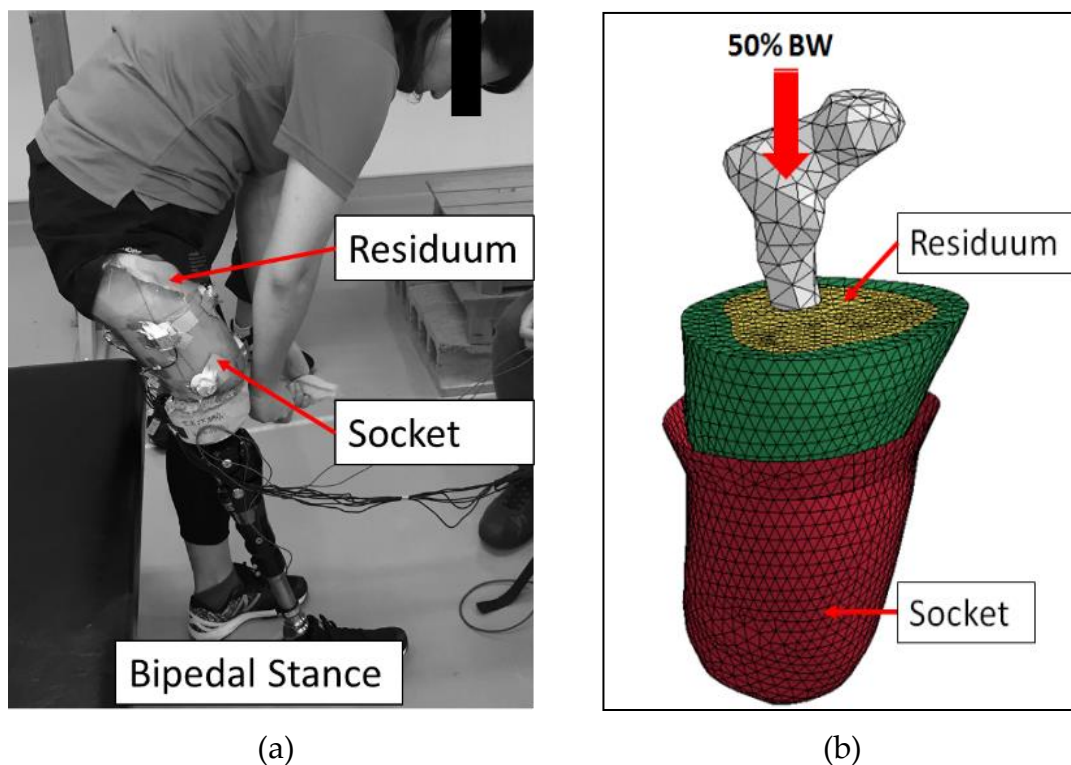 Residuum
Socket
Bipedal Stance
(a)
50% BW
Residuum
Socket
(b)